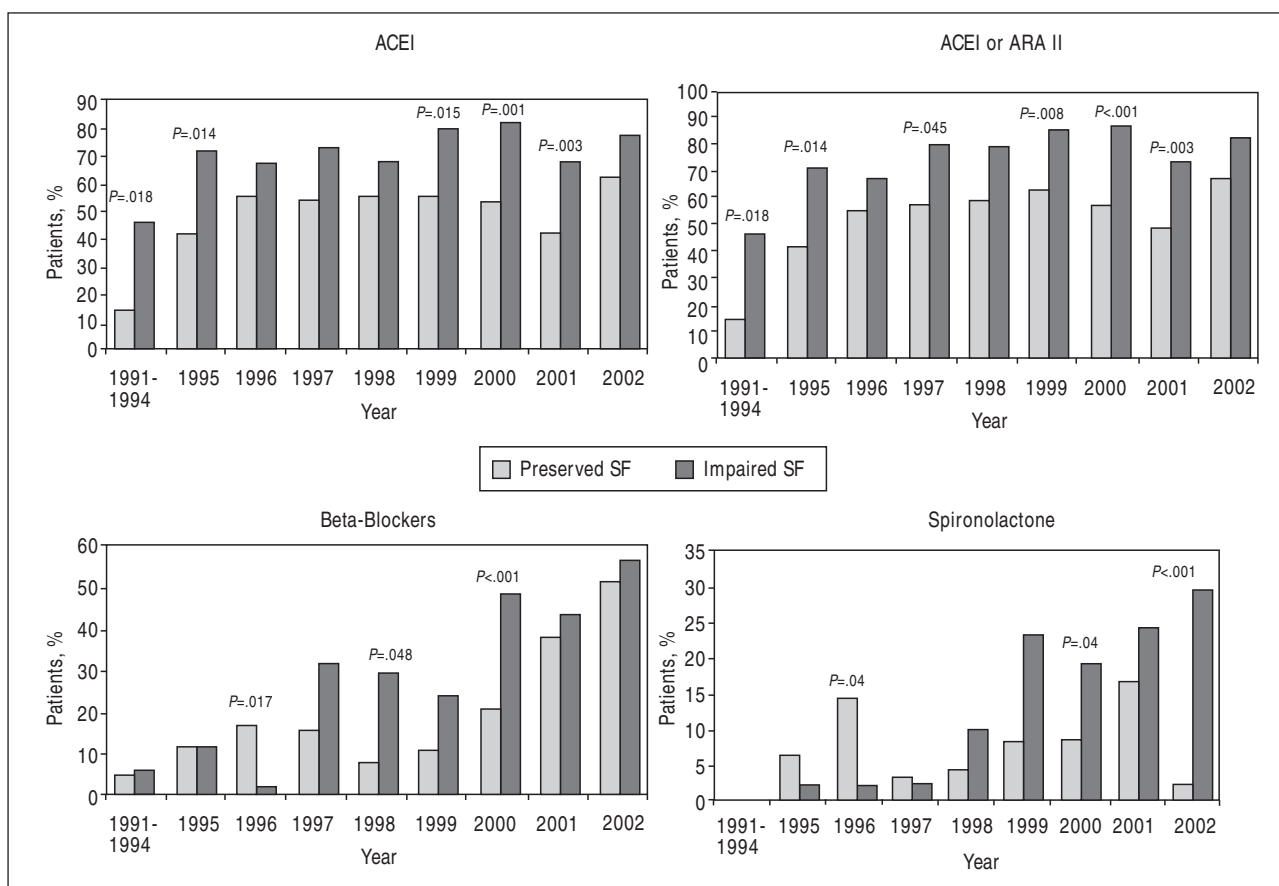 ACEI
Patients, %
90
80
70
60
50
40
30
20
10
0
P=.018
P=.014
P=.015
P=.001
P=.003
1991-
1994
1995 1996 1997 1998 1999 2000 2001 2002
Year
ACEI or ARA II
Patients, %
100
90
80
70
60
50
40
30
20
10
0
P=.018
P=.014
P=.045
P=.008
P<.001
P=.003
1991-
1994
1995 1996 1997 1998 1999 2000 2001 2002
Year
Preserved SF Impaired SF
Beta-Blockers
Patients, %
60
50
40
30
20
10
0
P=.017
P=.048
P<.001
1991-
1994
1995 1996 1997 1998 1999 2000 2001 2002
Year
Spironolactone
Patients, %
35
30
25
20
15
10
5
0
P=.04
P=.04
P<.001
1991-
1994
1995 1996 1997 1998 1999 2000 2001 2002
Year